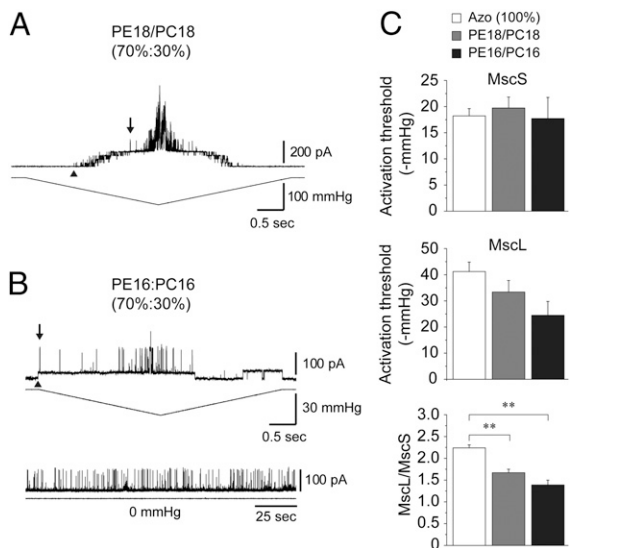 A
PE18/PC18
(70%:30%)
200 pA
100 mmHg
0.5 sec
B
PE16:PC16
(70%:30%)
100 pA
30 mmHg
0.5 sec
100 pA
0 mmHg
25 sec
C
Azo (100%)
PE18/PC18
PE16/PC16
MscS
Activation threshold
(-mmHg)
25
20
15
10
5
0
MscL
Activation threshold
(-mmHg)
50
40
30
20
10
0
MscL/MscS
3.0
2.5
2.0
1.5
1.0
0.5
0
**
**